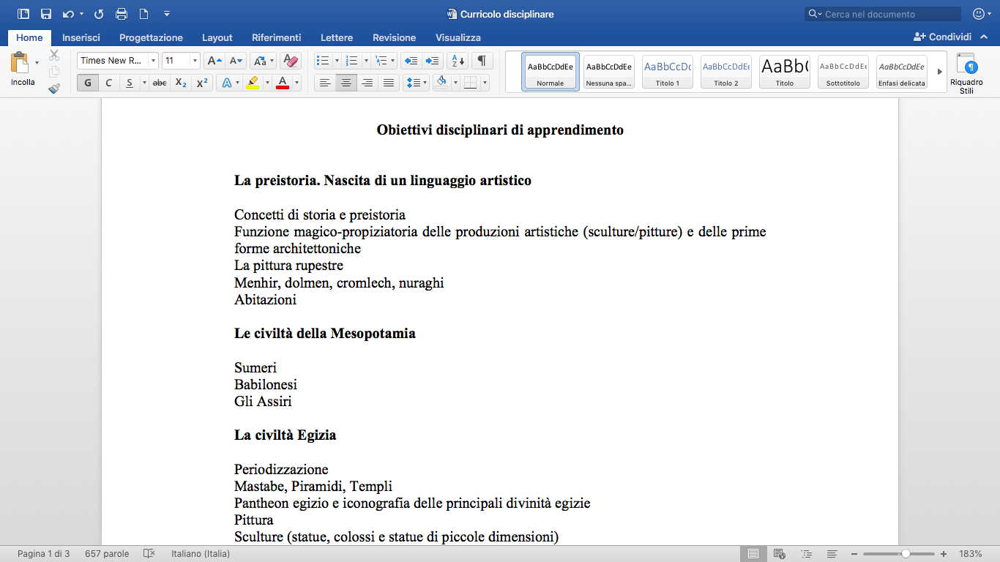 Curricolo disciplinare
Cerca nel documento
Home Inserisci Progettazione Layout Riferimenti Lettere Revisione Visualizza
Condividi
Incolla
Times New R... 11
G C S abc X2 X2 A A
AaBbCcDdEe AaBbCcDdEe AaBbCcDc AaBbCcDdEe AaBb( AaBbCcDdEe AaBbCcDdEe
Normale Nessuna spa... Titolo 1 Titolo 2 Titolo Sottotitolo Enfasi delicata
Riquadro
Stili
Obiettivi disciplinari di apprendimento
La preistoria. Nascita di un linguaggio artistico
Concetti di storia e preistoria
Funzione magico-propiziatoria delle produzioni artistiche (sculture/pitture) e delle prime
forme architettoniche
La pittura rupestre
Menhir, dolmen, cromlech, nuraghi
Abitazioni
Le civiltà della Mesopotamia
Sumeri
Babilonesi
Gli Assiri
La civiltà Egizia
Periodizzazione
Mastabe, Piramidi, Templi
Pantheon egizio e iconografia delle principali divinità egizie
Pittura
Sculture (statue, colossi e statue di piccole dimensioni)
Pagina 1 di 3 657 parole Italiano (Italia) 183%